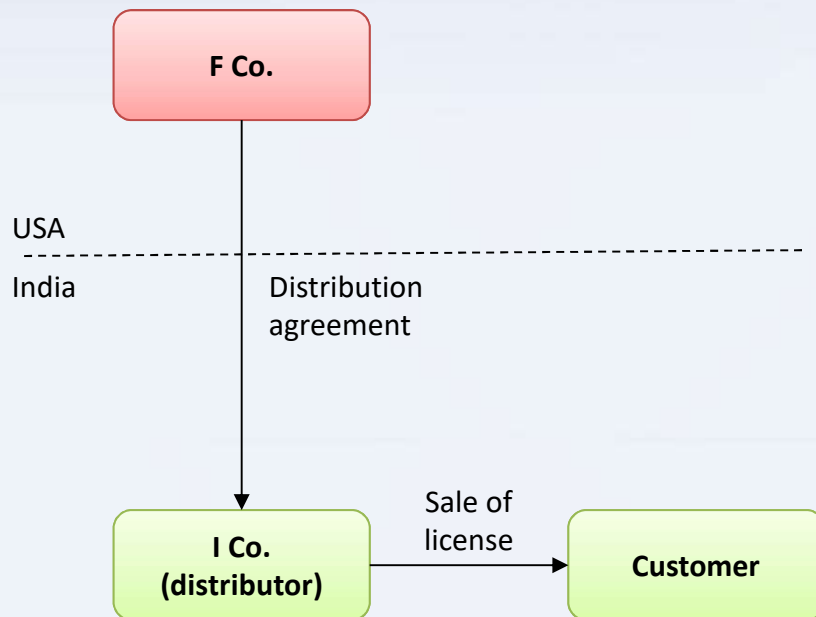 F Co.
USA
India
Distribution
agreement
Sale of
license
I Co.
(distributor)
Customer